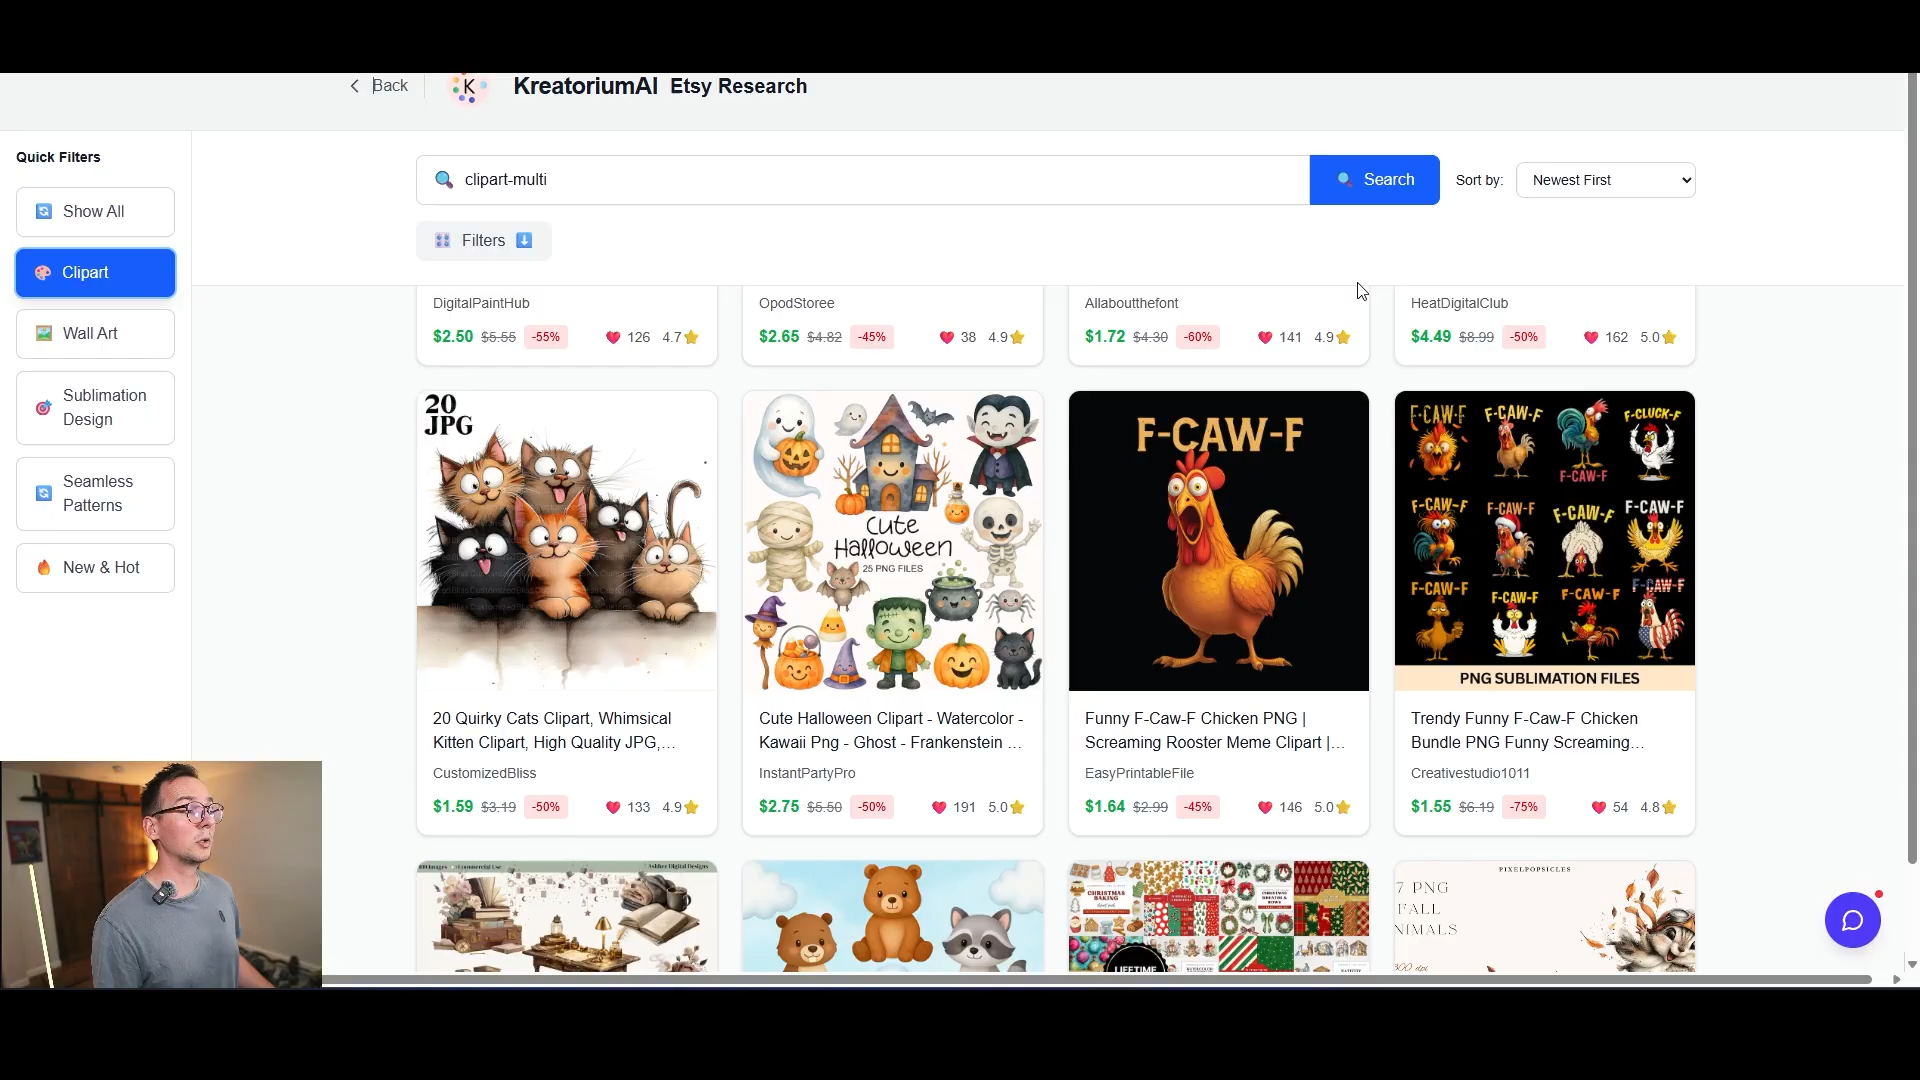 Back
K
KreatoriumAI Etsy Research
Quick Filters
Show All
Clipart
Wall Art
Sublimation
Design
Seamless
Patterns
New & Hot
clipart-multi
Search
Sort by:
Newest First
Filters
DigitalPaintHub
$2.50 $5.55 -55% 126 4.7
OpodStoree
$2.65 $4.82 -45% 38 4.9
Allaboutthefont
$1.72 $4.30 -60% 141 4.9
HeatDigitalClub
$4.49 $8.99 -50% 162 5.0
20
JPG
20 Quirky Cats Clipart, Whimsical
Kitten Clipart, High Quality JPG,...
CustomizedBliss
$1.59 $3.19 -50% 133 4.9
Cute
Halloween
25 PNG FILES
Cute Halloween Clipart - Watercolor -
Kawaii Png - Ghost - Frankenstein ...
InstantPartyPro
$2.75 $5.50 -50% 191 5.0
F-CAW-F
Funny F-Caw-F Chicken PNG |
Screaming Rooster Meme Clipart |...
EasyPrintableFile
$1.64 $2.99 -45% 146 5.0
F-CAW-F F-CAW-F F-CLUCK-F
F-CAW-F
F-CAW-F F-CAW-F F-CAW-F F-CAW-F
F-CAW-F F-CAW-F F-CAW-F F-CAW-F
PNG SUBLIMATION FILES
Trendy Funny F-Caw-F Chicken
Bundle PNG Funny Screaming...
Creativestudio1011
$1.55 $6.19 -75% 54 4.8
CHRISTMAS
BAKING
LIFETIME
PIXELPOPSICLES
7 PNG
FALL
NIMALS
300 dpi